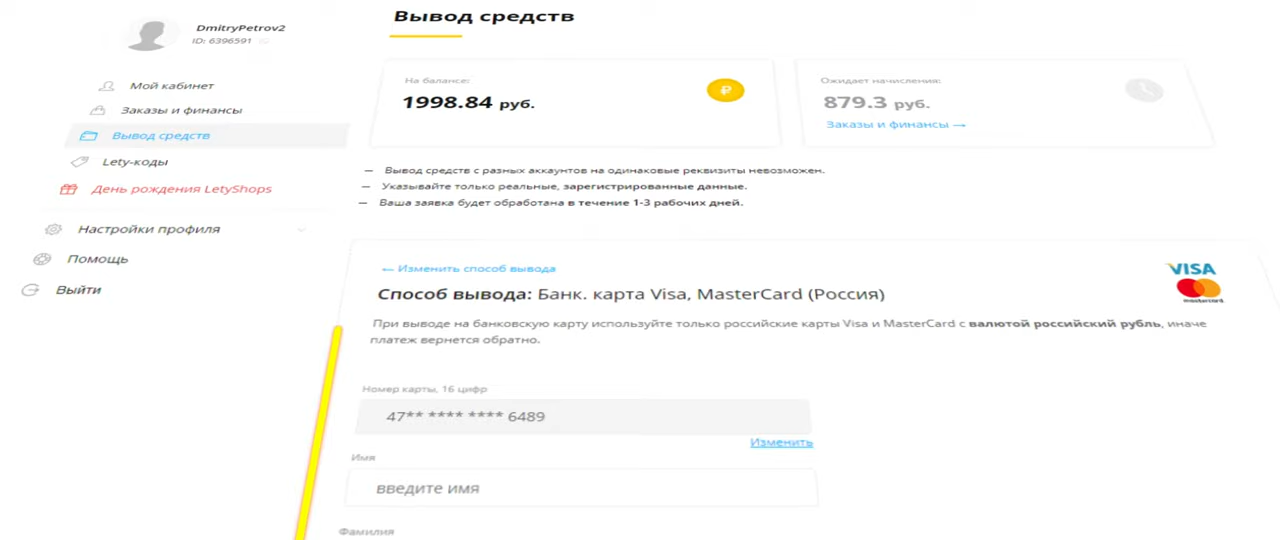 DmitryPetrov2
ID: 6396591
Мой кабинет
Заказы и финансы
Вывод средств
Lety-коды
День рождения LetyShops
Настройки профиля
Помощь
Выйти
Вывод средств
На балансе:
1998.84 руб.
₽
Ожидает начисления:
879.3 руб.
Заказы и финансы →
— Вывод средств с разных аккаунтов на одинаковые реквизиты невозможен.
— Указывайте только реальные, зарегистрированные данные.
— Ваша заявка будет обработана в течение 1-3 рабочих дней.
← Изменить способ вывода
VISA
mastercard
Способ вывода: Банк. карта Visa, MasterCard (Россия)
При выводе на банковскую карту используйте только российские карты Visa и MasterCard с валютой российский рубль, иначе
платеж вернется обратно.
Номер карты, 16 цифр
47** **** **** 6489
Изменить
Имя
введите имя
Фамилия